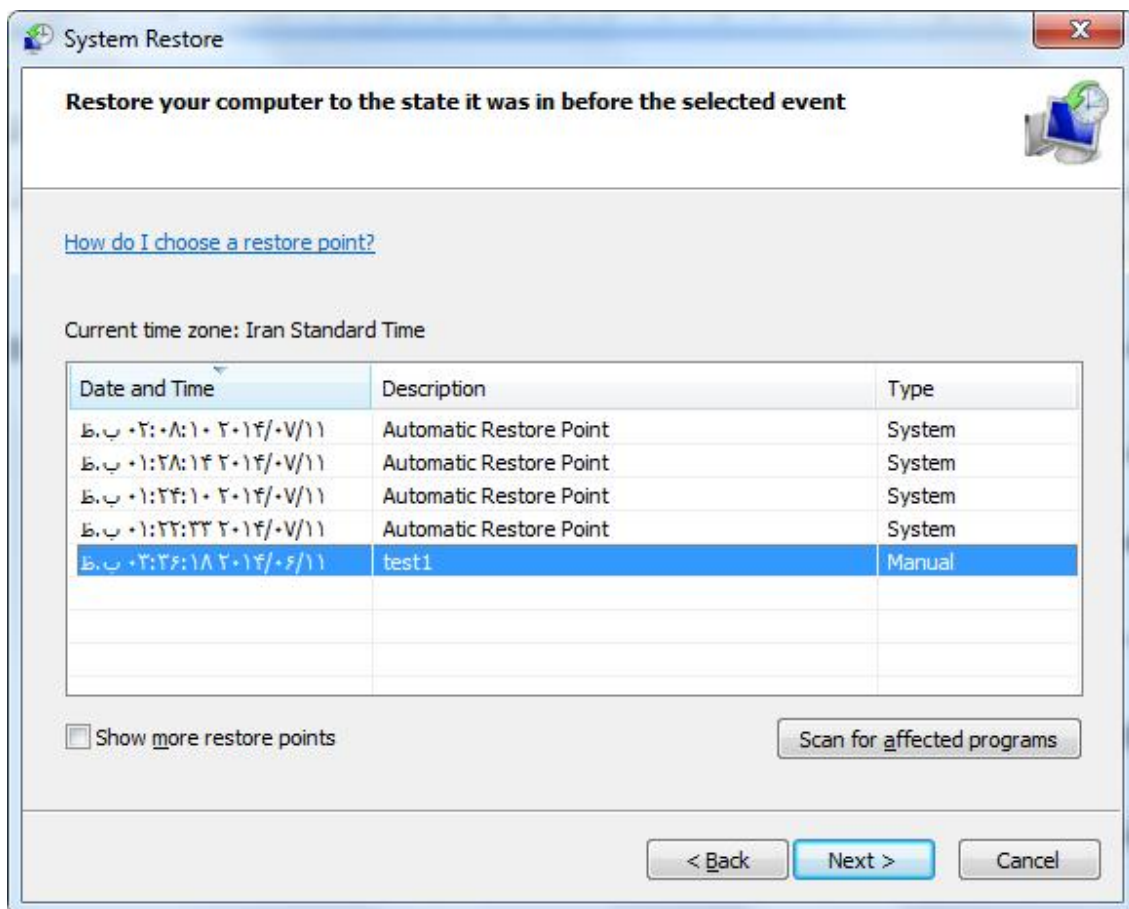 System Restore
Restore your computer to the state it was in before the selected event
How do I choose a restore point?
Current time zone: Iran Standard Time
Date and Time Description Type
ب.ظ ۰۲:۰۸:۱۰ ۲۰۱۴/۰۷/۱۱ Automatic Restore Point System
ب.ظ ۰۱:۲۸:۱۴ ۲۰۱۴/۰۷/۱۱ Automatic Restore Point System
ب.ظ ۰۱:۲۴:۱۰ ۲۰۱۴/۰۷/۱۱ Automatic Restore Point System
ب.ظ ۰۱:۲۲:۳۳ ۲۰۱۴/۰۷/۱۱ Automatic Restore Point System
ب.ظ ۰۳:۳۶:۱۸ ۲۰۱۴/۰۶/۱۱ test1 Manual
Show more restore points Scan for affected programs
< Back Next > Cancel